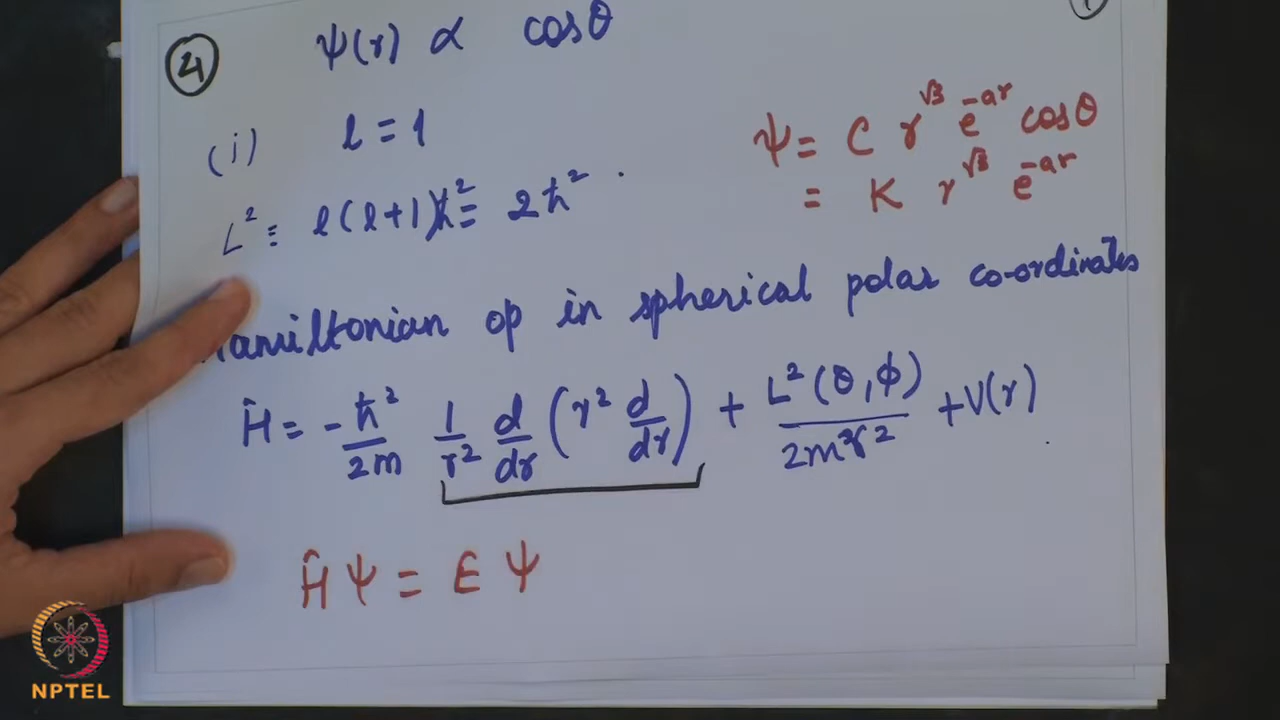 4 ψ(r) α cosθ
(i) l = 1
L² = l(l+1)ħ² = 2ħ².
ψ = C r^√3 e^-ar cosθ
= K r^√3 e^-ar
Hamiltonian op in spherical polar co-ordinates
Ĥ = -ħ²/2m 1/r² d/dr (r² d/dr) + L²(θ,φ)/2mr² + V(r).
Ĥψ = Eψ
NPTEL